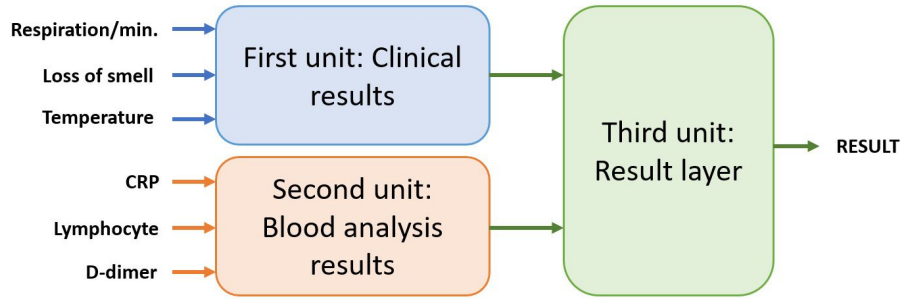 Respiration/min.
Loss of smell
Temperature
First unit: Clinical
results
CRP
Lymphocyte
D-dimer
Second unit:
Blood analysis
results
Third unit:
Result layer
RESULT